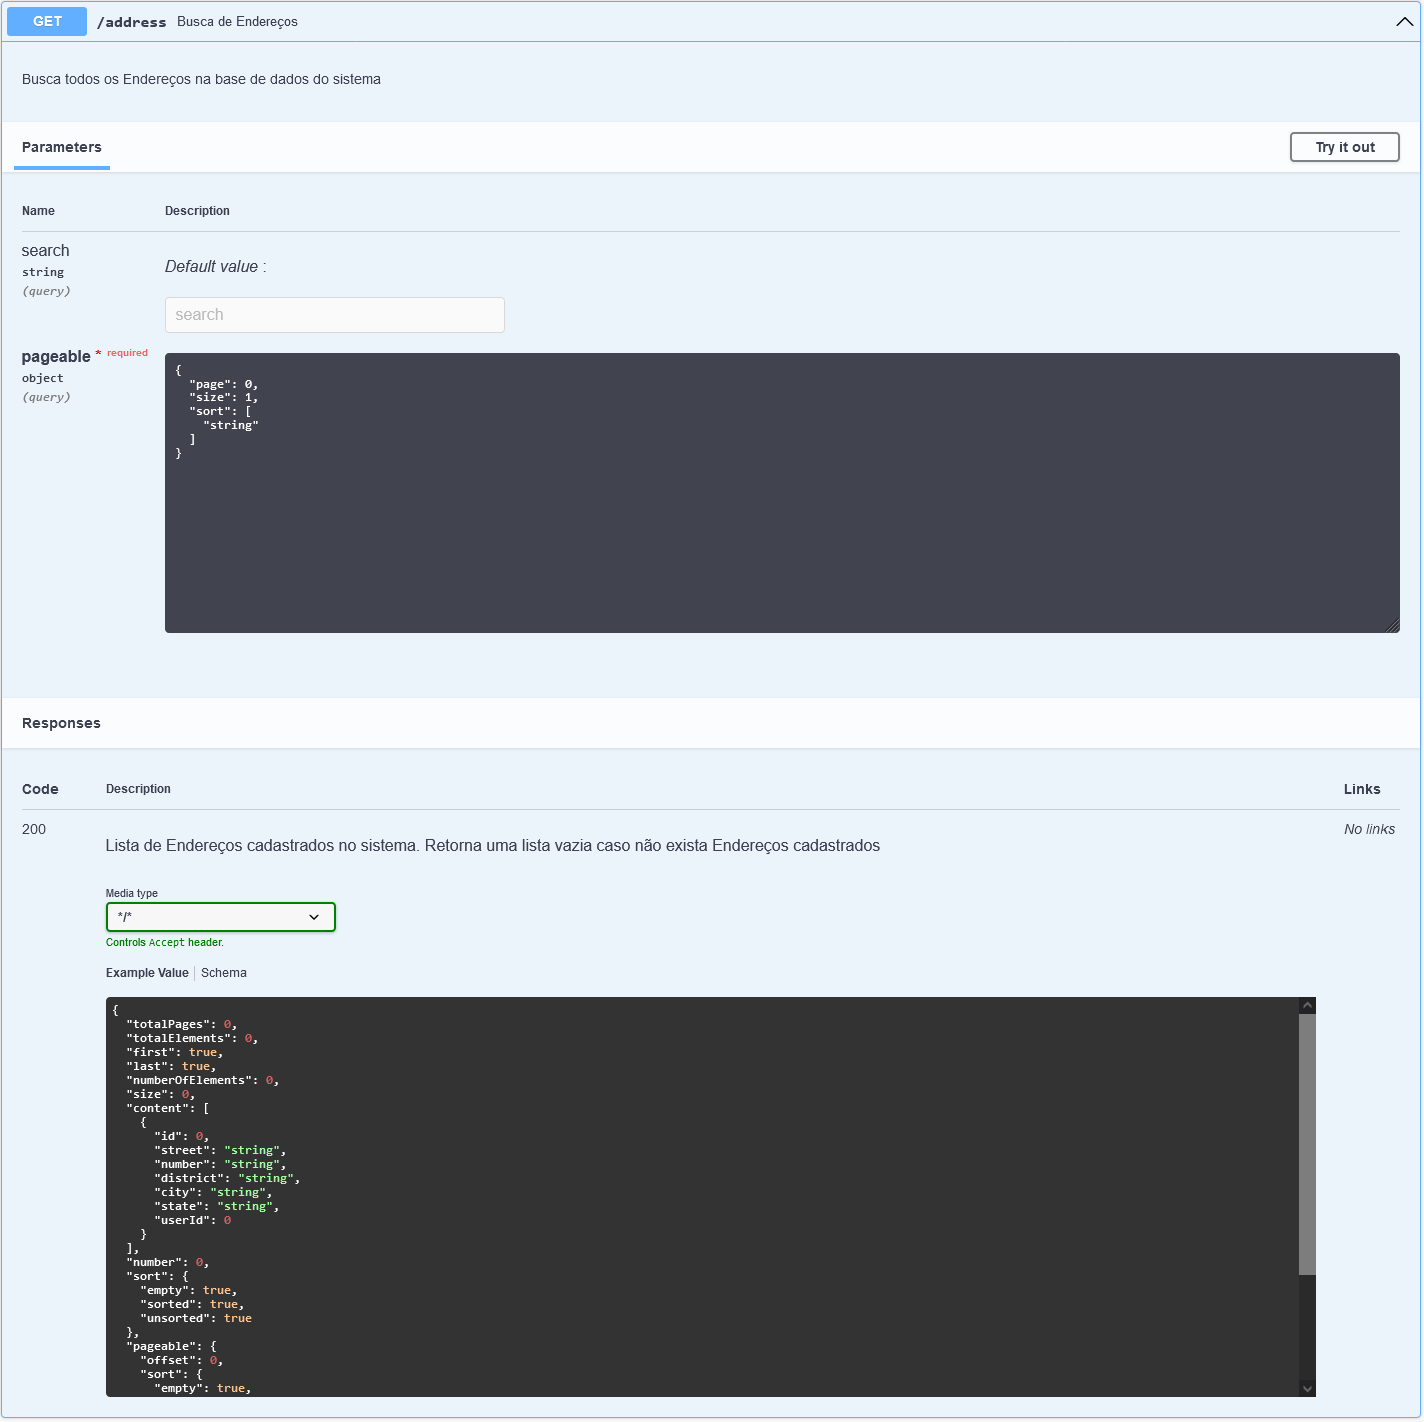 GET /address Busca de Endereços
Busca todos os Endereços na base de dados do sistema
Parameters
Try it out
Name Description
search
string
(query)
Default value :
search
pageable * required
object
(query)
{
  "page": 0,
  "size": 1,
  "sort": [
    "string"
  ]
}
Responses
Code Description Links
200
Lista de Endereços cadastrados no sistema. Retorna uma lista vazia caso não exista Endereços cadastrados
No links
Media type
*/*
Controls Accept header.
Example Value Schema
{
  "totalPages": 0,
  "totalElements": 0,
  "first": true,
  "last": true,
  "numberOfElements": 0,
  "size": 0,
  "content": [
    {
      "id": 0,
      "street": "string",
      "number": "string",
      "district": "string",
      "city": "string",
      "state": "string",
      "userId": 0
    }
  ],
  "number": 0,
  "sort": {
    "empty": true,
    "sorted": true,
    "unsorted": true
  },
  "pageable": {
    "offset": 0,
    "sort": {
      "empty": true,